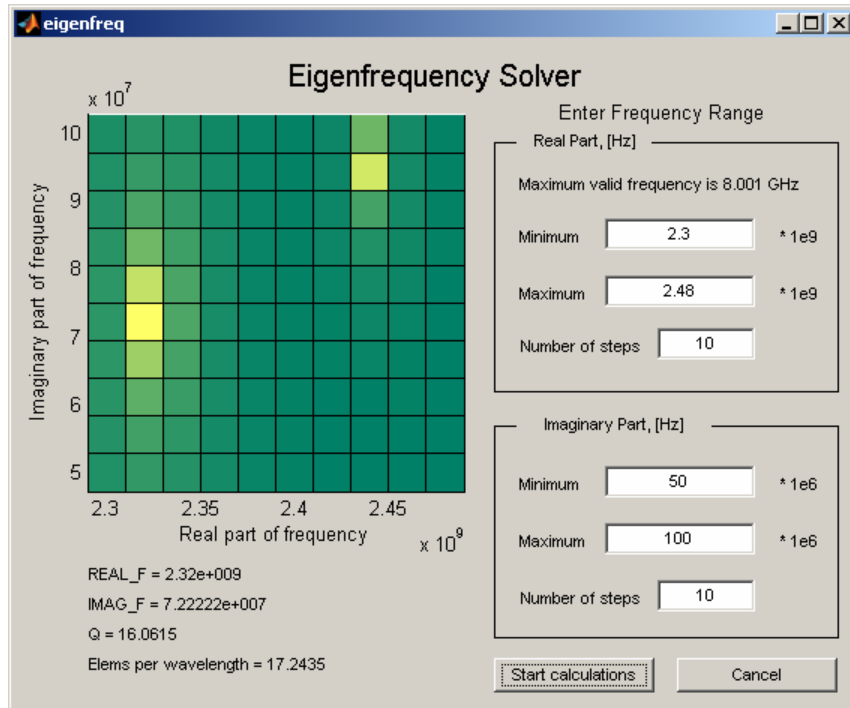 eigenfreq
Eigenfrequency Solver
x 10^7
10
9
8
7
6
5
Imaginary part of frequency
2.3 2.35 2.4 2.45
Real part of frequency
x 10^9
REAL_F = 2.32e+009
IMAG_F = 7.22222e+007
Q = 16.0615
Elems per wavelength = 17.2435
Enter Frequency Range
Real Part, [Hz]
Maximum valid frequency is 8.001 GHz
Minimum 2.3 * 1e9
Maximum 2.48 * 1e9
Number of steps 10
Imaginary Part, [Hz]
Minimum 50 * 1e6
Maximum 100 * 1e6
Number of steps 10
Start calculations Cancel